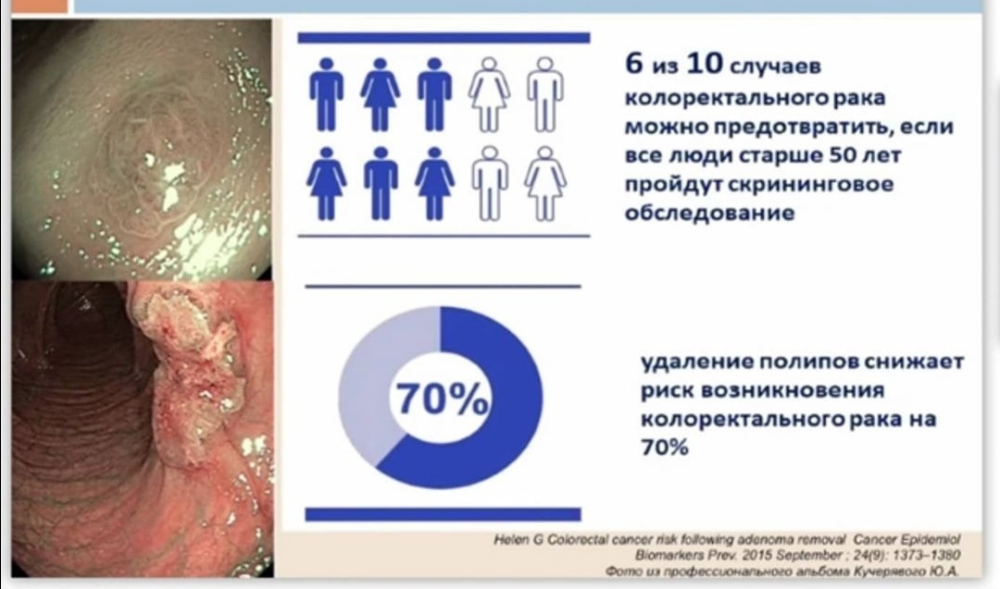 6 из 10 случаев
колоректального рака
можно предотвратить, если
все люди старше 50 лет
пройдут скрининговое
обследование
70%
удаление полипов снижает
риск возникновения
колоректального рака на
70%
Helen G Colorectal cancer risk following adenoma removal Cancer Epidemiol
Biomarkers Prev. 2015 September ; 24(9): 1373–1380
Фото из профессионального альбома Кучерявого Ю.А.